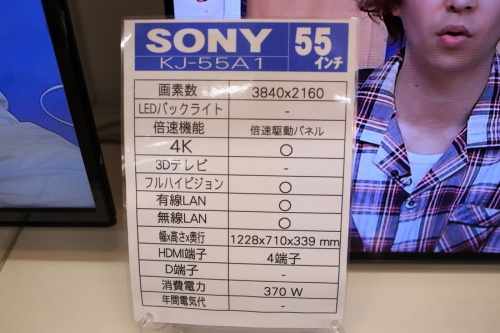 SONY 55
KJ-55A1 インチ
画素数 3840x2160
LEDバックライト -
倍速機能 倍速駆動パネル
4K ○
3Dテレビ -
フルハイビジョン ○
有線LAN ○
無線LAN ○
幅x高さx奥行 1228x710x339 mm
HDMI端子 4端子
D端子 -
消費電力 370 W
年間電気代 -